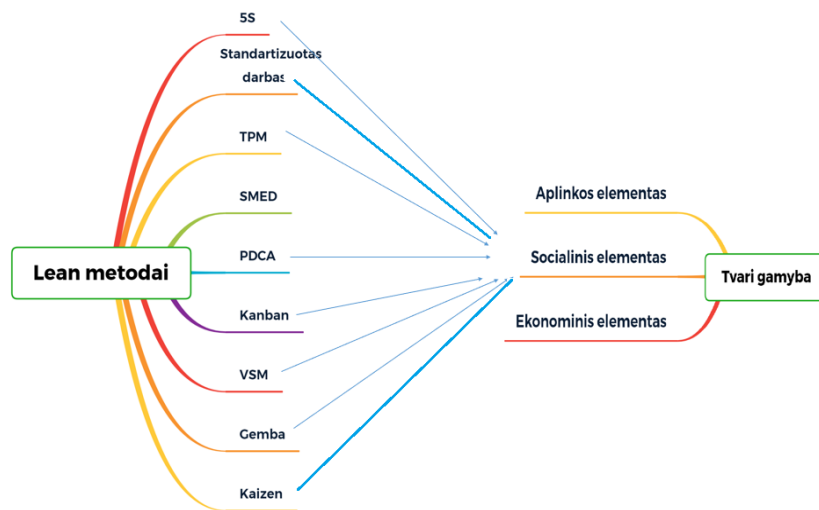 5S
Standartizuotas
darbas
TPM
SMED
PDCA
Kanban
VSM
Gemba
Kaizen
Lean metodai
Aplinkos elementas
Socialinis elementas
Ekonominis elementas
Tvari gamyba